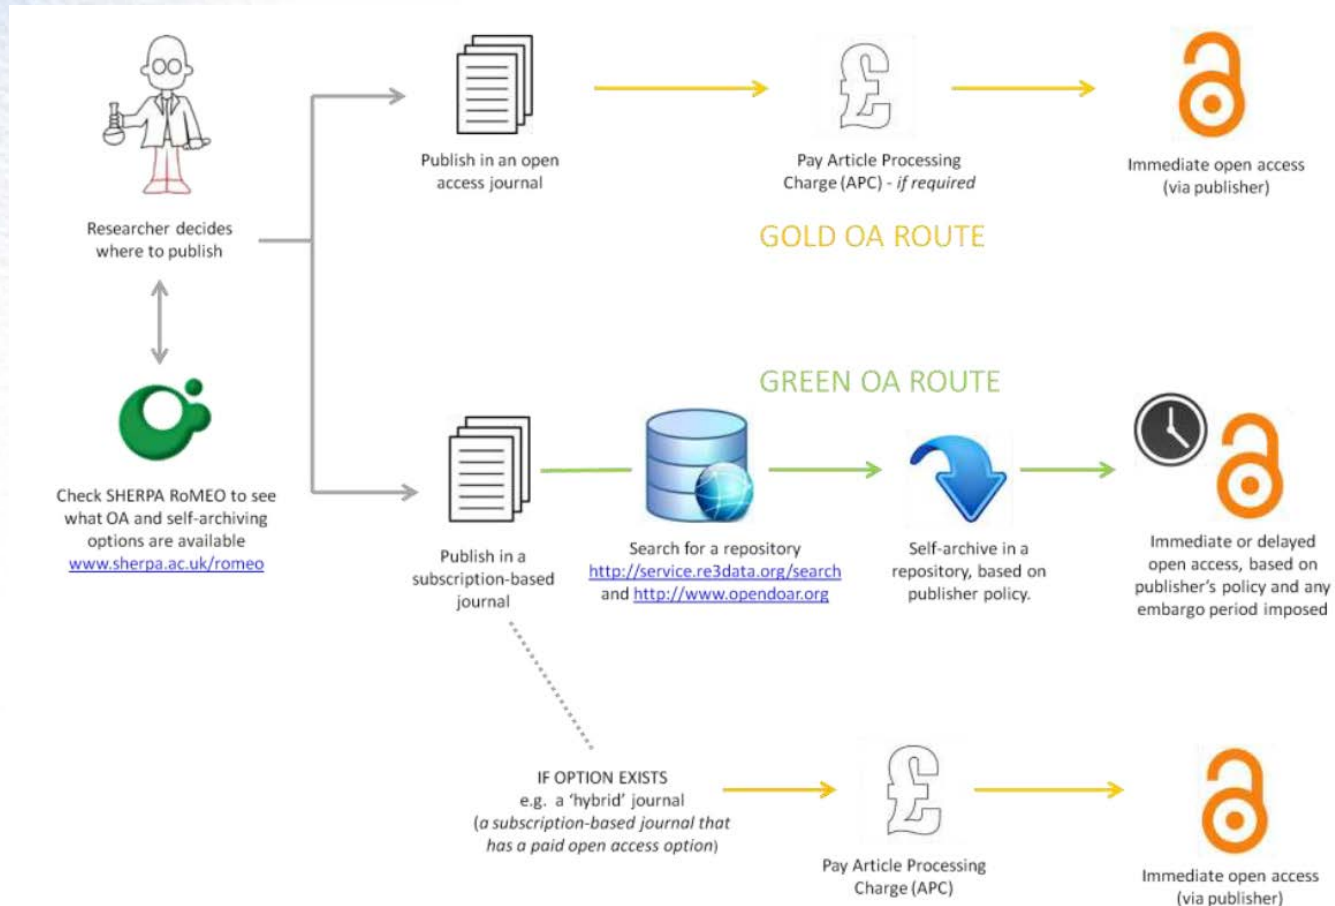 Researcher decides
where to publish
Check SHERPA RoMEO to see
what OA and self-archiving
options are available
www.sherpa.ac.uk/romeo
Publish in an open
access journal
£
Pay Article Processing
Charge (APC) - if required
Immediate open access
(via publisher)
GOLD OA ROUTE
GREEN OA ROUTE
Publish in a
subscription-based
journal
Search for a repository
http://service.re3data.org/search
and http://www.opendoar.org
Self-archive in a
repository, based on
publisher policy.
Immediate or delayed
open access, based on
publisher's policy and any
embargo period imposed
IF OPTION EXISTS
e.g. a 'hybrid' journal
(a subscription-based journal that
has a paid open access option)
£
Pay Article Processing
Charge (APC)
Immediate open access
(via publisher)